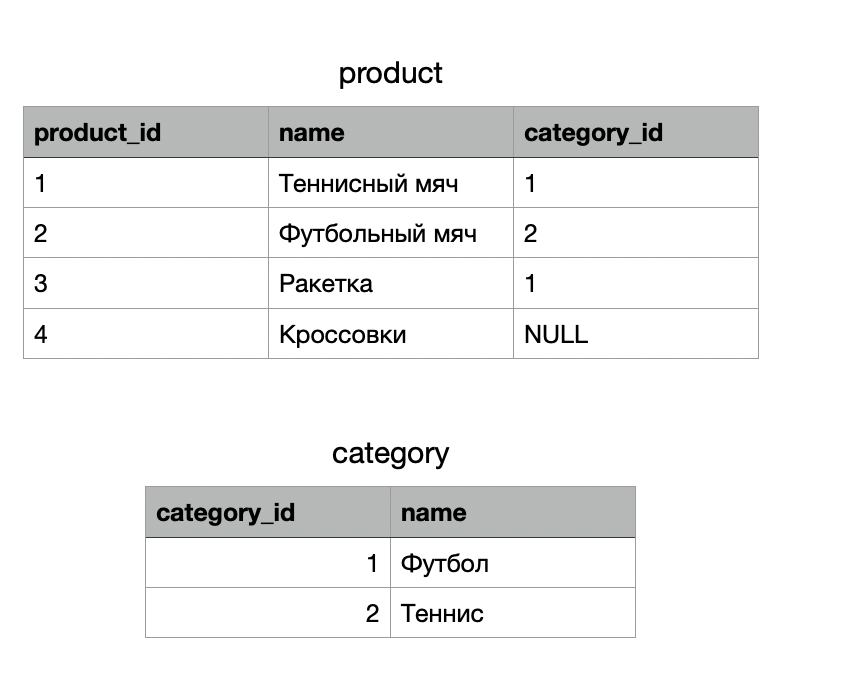 product
product_id name category_id
1 Теннисный мяч 1
2 Футбольный мяч 2
3 Ракетка 1
4 Кроссовки NULL
category
category_id name
1 Футбол
2 Теннис